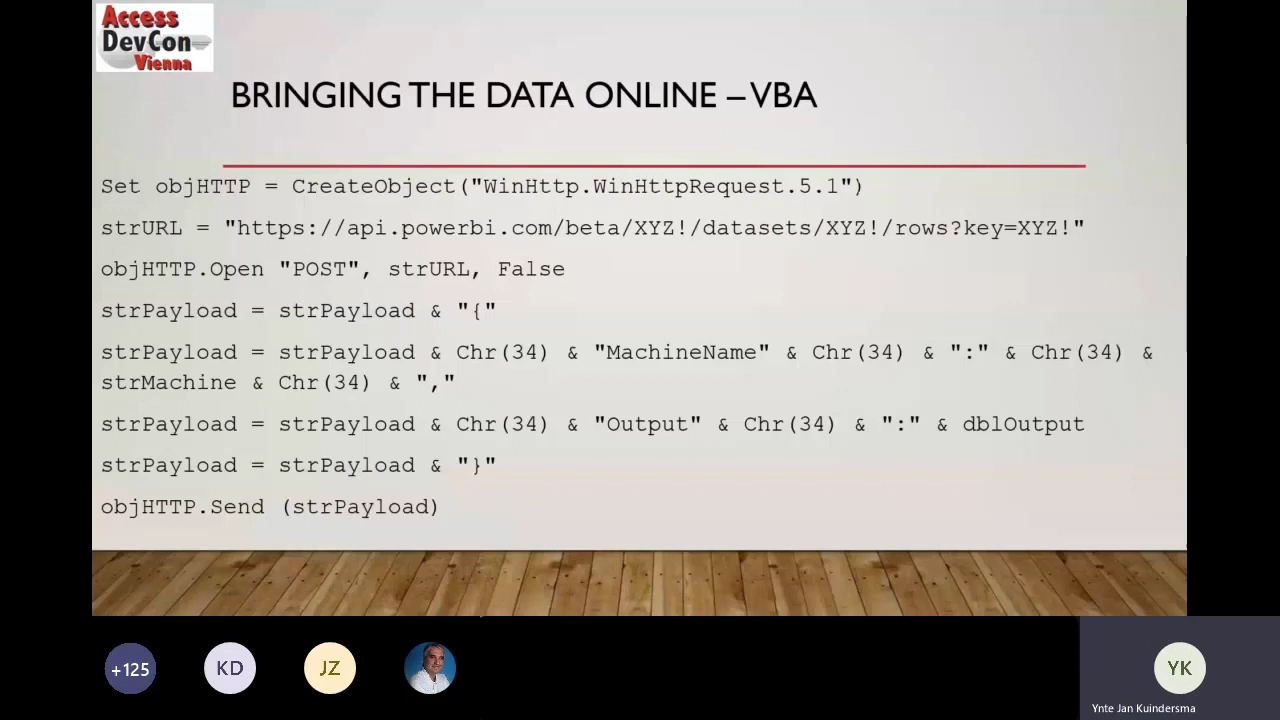 Access
DevCon
Vienna
BRINGING THE DATA ONLINE – VBA
Set objHTTP = CreateObject("WinHttp.WinHttpRequest.5.1")
strURL = "https://api.powerbi.com/beta/XYZ!/datasets/XYZ!/rows?key=XYZ!"
objHTTP.Open "POST", strURL, False
strPayload = strPayload & "{"
strPayload = strPayload & Chr(34) & "MachineName" & Chr(34) & ":" & Chr(34) &
strMachine & Chr(34) & ","
strPayload = strPayload & Chr(34) & "Output" & Chr(34) & ":" & dblOutput
strPayload = strPayload & "}"
objHTTP.Send (strPayload)
+125
KD
JZ
YK
Ynte Jan Kuindersma